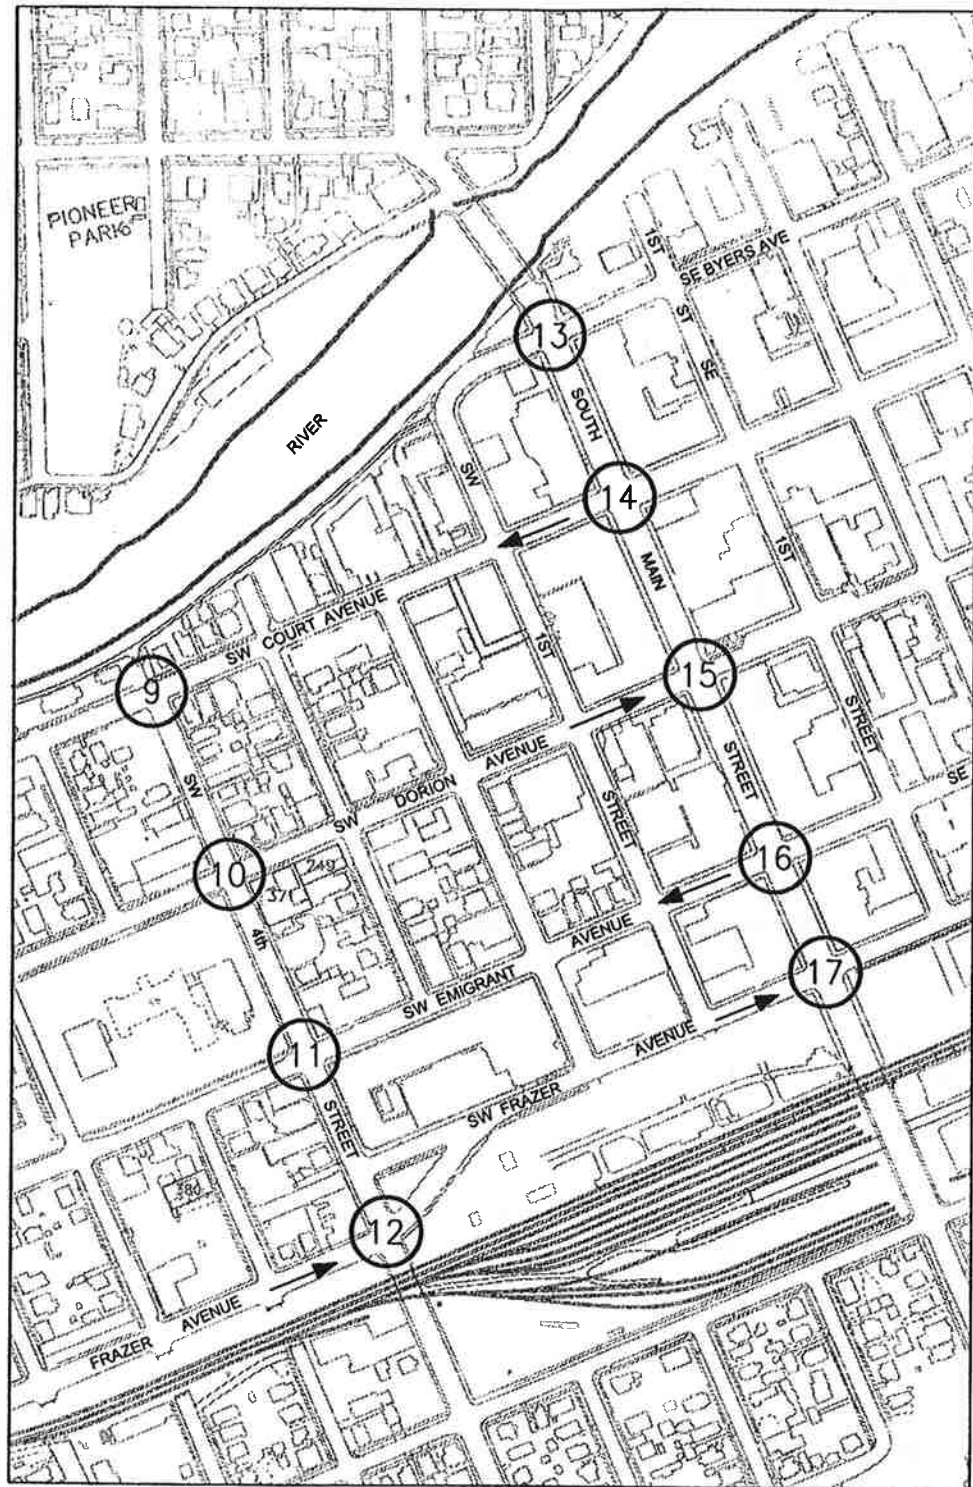 PIONEER
PARK
1ST
SE BYERS AVE
ST
SE
13
SOUTH
RIVER
SW
14
MAIN
1ST
SW COURT AVENUE
1ST
15
9
SW
AVENUE
STREET
STREET
STREET
SE
SW DORION
10
249
371
16
4th
AVENUE
SW EMIGRANT
17
AVENUE
11
STREET
SW FRAZER
380
12
FRAZER AVENUE